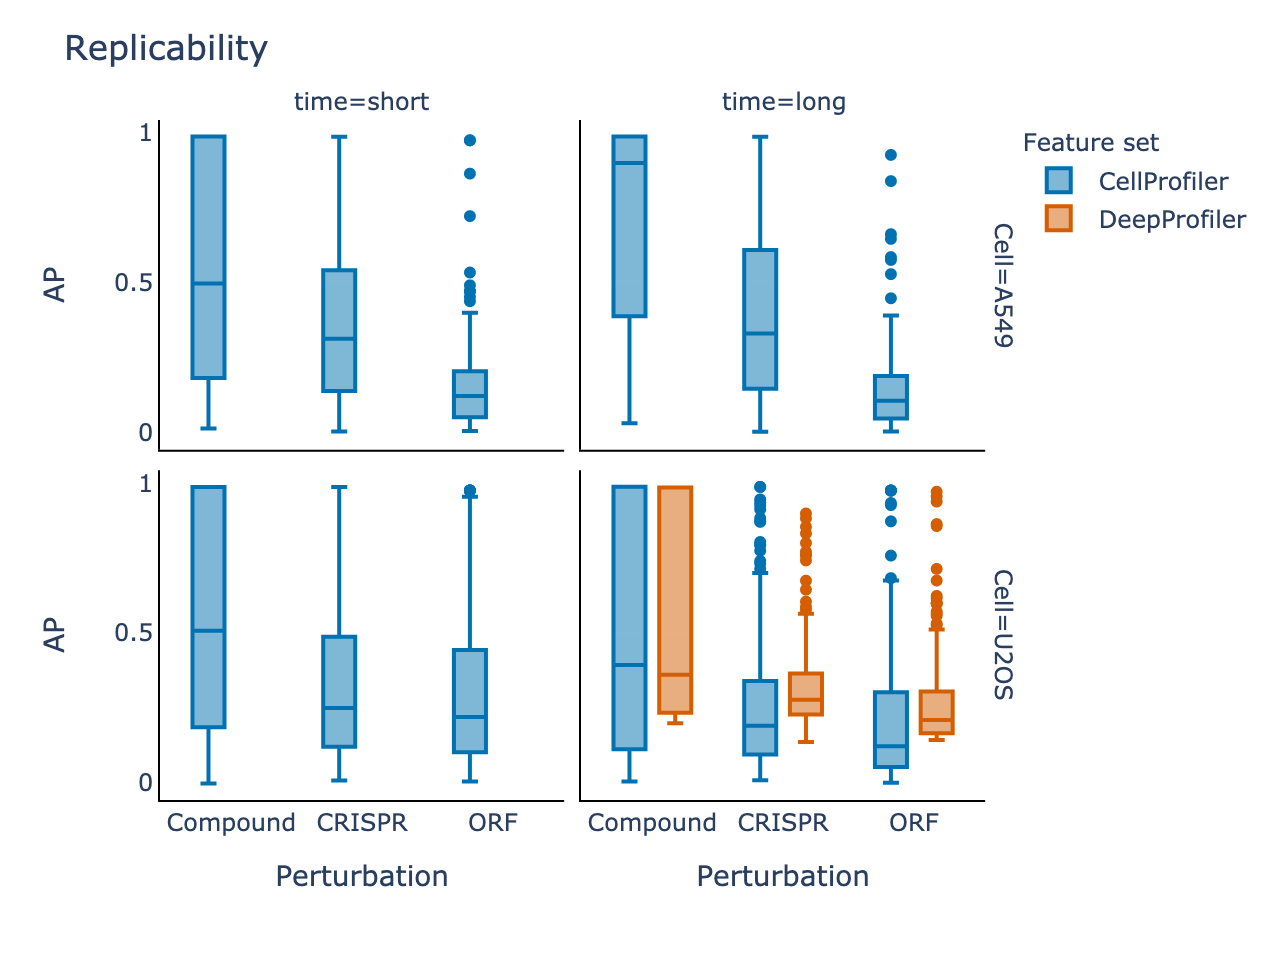 Replicability
time=short
time=long
Feature set
CellProfiler
DeepProfiler
1
0.5
0
AP
Cell=A549
1
0.5
0
AP
Cell=U2OS
Compound
CRISPR
ORF
Compound
CRISPR
ORF
Perturbation
Perturbation